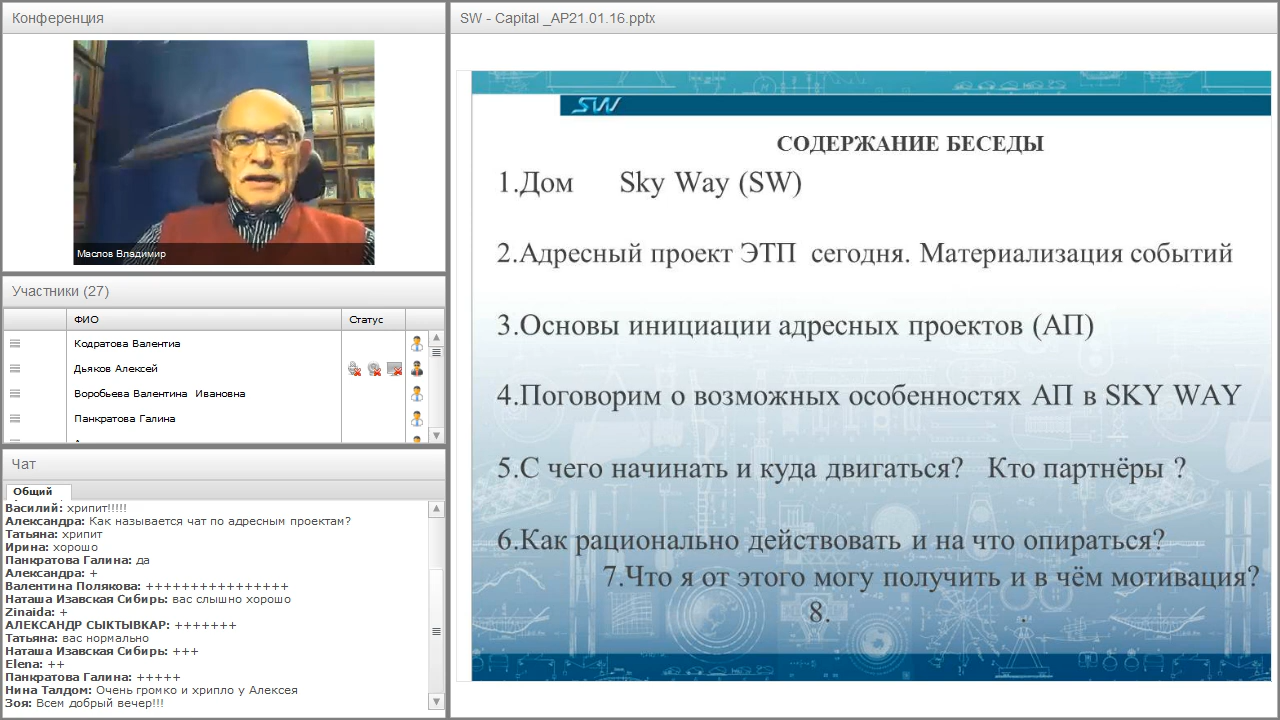 Конференция
Маслов Владимир
Участники (27)
ФИО Статус
Кодратова Валентиа
Дьяков Алексей
Воробьева Валентина Ивановна
Панкратова Галина
Чат
Общий
Василий: хрипит!!!!!
Александра: Как называется чат по адресным проектам?
Татьяна: хрипит
Ирина: хорошо
Панкратова Галина: да
Александра: +
Валентина Полякова: ++++++++++++++++
Наташа Изавская Сибирь: вас слышно хорошо
Zinaida: +
АЛЕКСАНДР СЫКТЫВКАР: +++++++
Татьяна: вас нормально
Наташа Изавская Сибирь: +++
Elena: ++
Панкратова Галина: +++++
Нина Талдом: Очень громко и хрипло у Алексея
Зоя: Всем добрый вечер!!!
SW - Capital _АР21.01.16.pptx
SW
СОДЕРЖАНИЕ БЕСЕДЫ
1.Дом Sky Way (SW)
2.Адресный проект ЭТП сегодня. Материализация событий
3.Основы инициации адресных проектов (АП)
4.Поговорим о возможных особенностях АП в SKY WAY
5.С чего начинать и куда двигаться? Кто партнёры ?
6.Как рационально действовать и на что опираться?
7.Что я от этого могу получить и в чём мотивация?
8. .